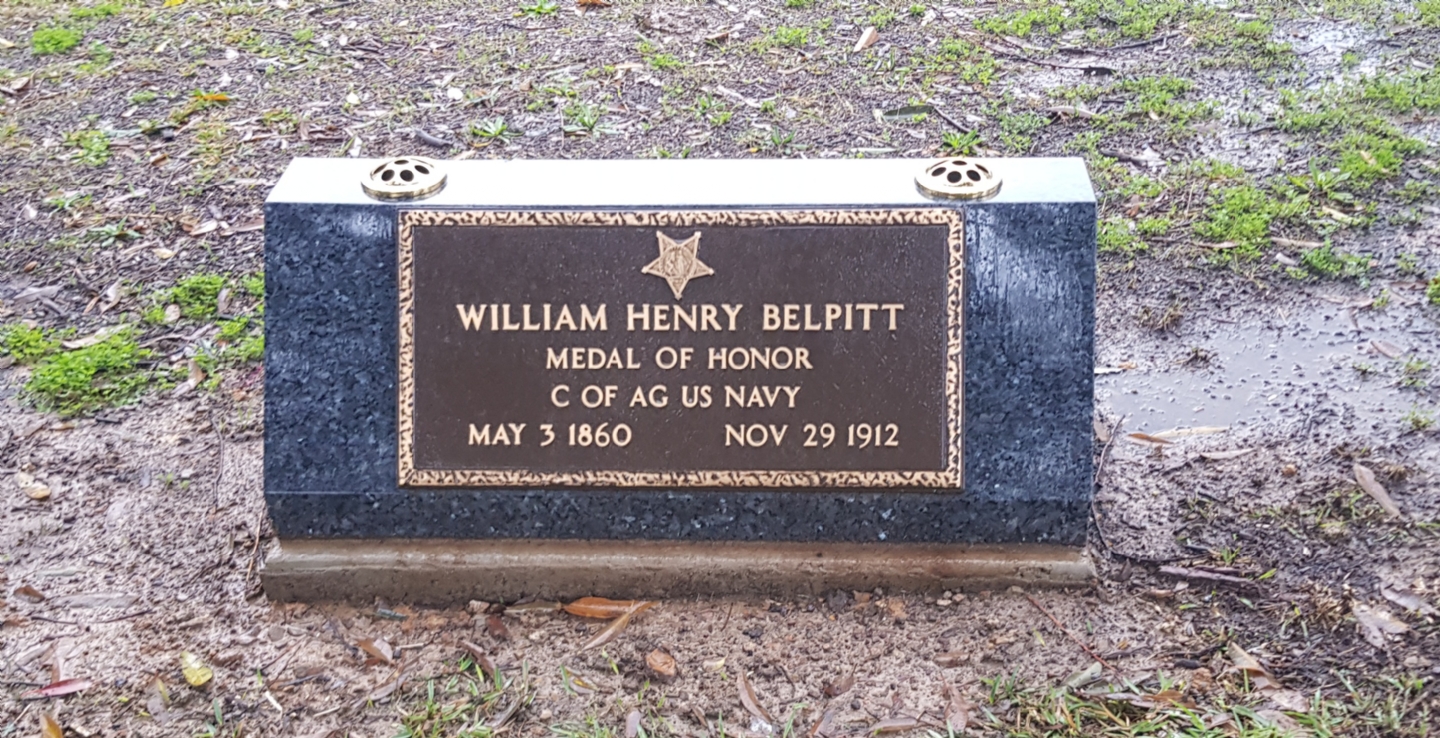 WILLIAM HENRY BELPITT
MEDAL OF HONOR
C OF AG US NAVY
MAY 3 1860 NOV 29 1912